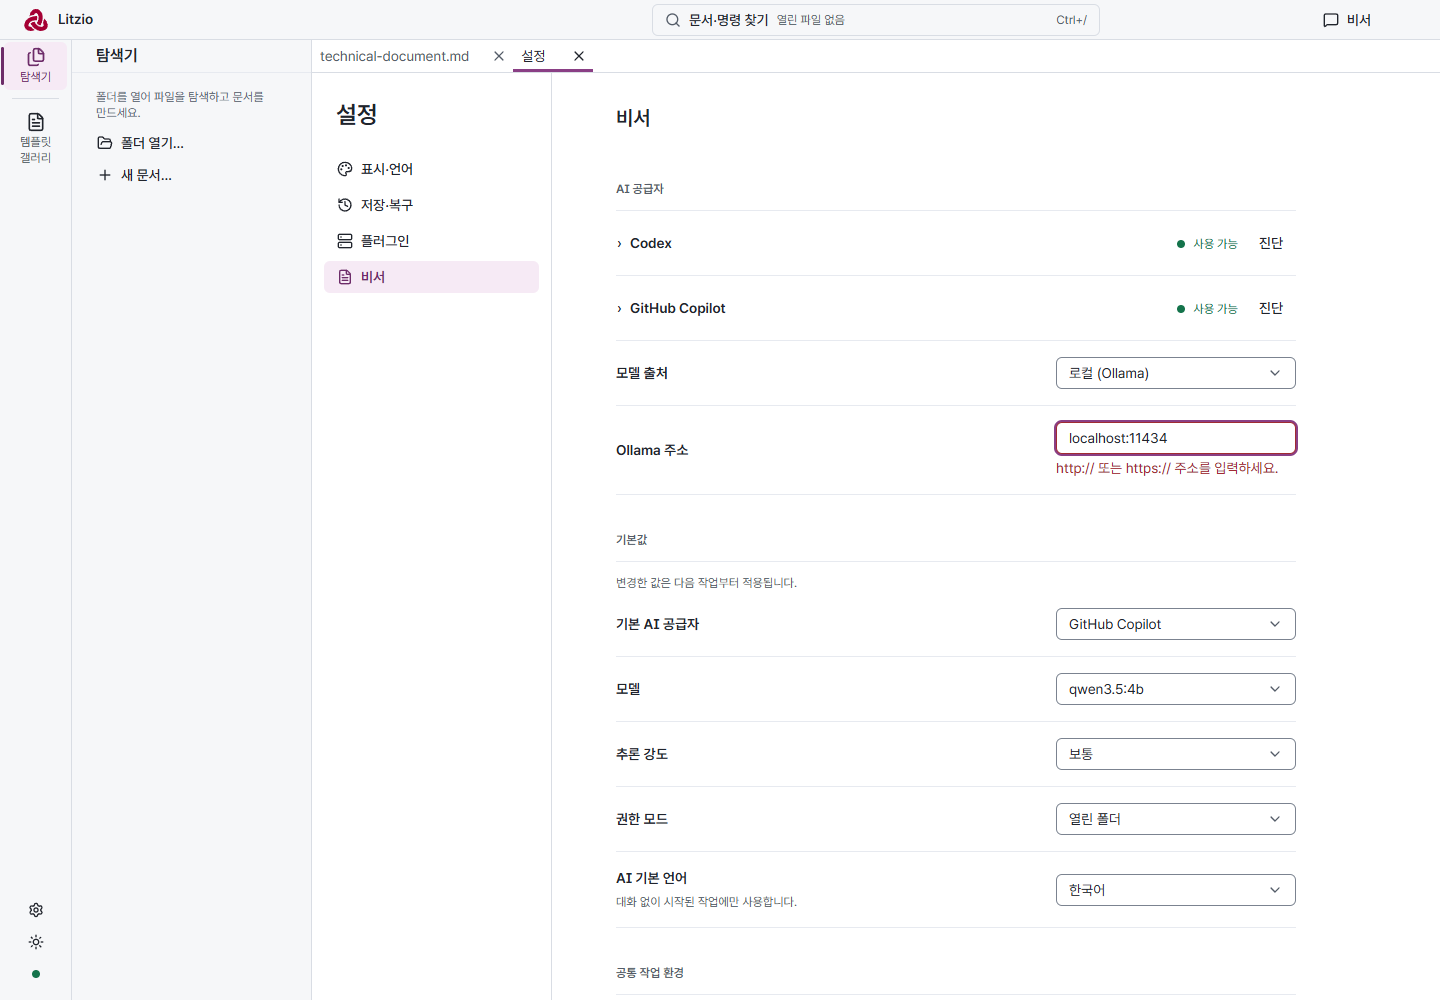 Litzio
문서·명령 찾기 열린 파일 없음 Ctrl+/
비서
탐색기
템플릿
갤러리
탐색기
폴더를 열어 파일을 탐색하고 문서를
만드세요.
폴더 열기...
새 문서...
technical-document.md
설정
설정
표시·언어
저장·복구
플러그인
비서
비서
AI 공급자
Codex 사용 가능 진단
GitHub Copilot 사용 가능 진단
모델 출처 로컬 (Ollama)
Ollama 주소 localhost:11434
http:// 또는 https:// 주소를 입력하세요.
기본값
변경한 값은 다음 작업부터 적용됩니다.
기본 AI 공급자 GitHub Copilot
모델 qwen3.5:4b
추론 강도 보통
권한 모드 열린 폴더
AI 기본 언어 한국어
대화 없이 시작된 작업에만 사용합니다.
공통 작업 환경